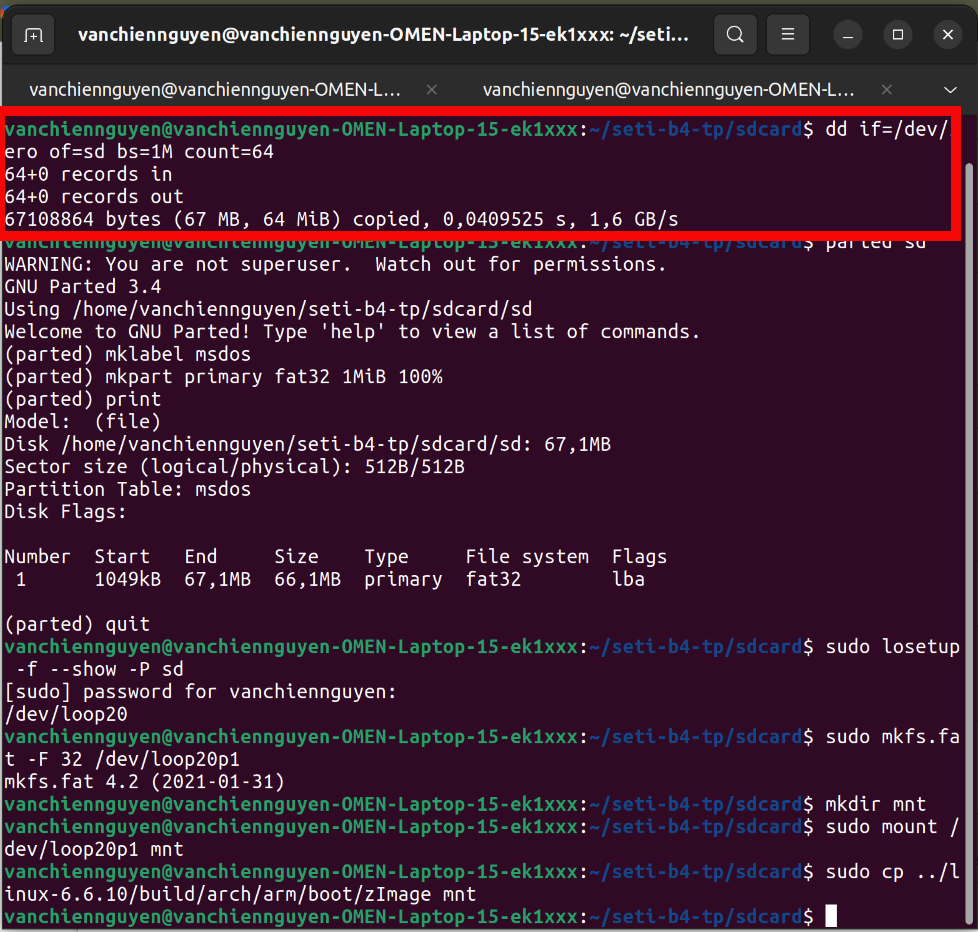 vanchiennguyen@vanchiennguyen-OMEN-Laptop-15-ek1xxx: ~/seti...
vanchiennguyen@vanchiennguyen-OMEN-L... vanchiennguyen@vanchiennguyen-OMEN-L...
vanchiennguyen@vanchiennguyen-OMEN-Laptop-15-ek1xxx:~/seti-b4-tp/sdcard$ dd if=/dev/
ero of=sd bs=1M count=64
64+0 records in
64+0 records out
67108864 bytes (67 MB, 64 MiB) copied, 0,0409525 s, 1,6 GB/s
vanchiennguyen@vanchiennguyen-OMEN-Laptop-15-ek1xxx:~/seti-b4-tp/sdcard$ parted sd
WARNING: You are not superuser.  Watch out for permissions.
GNU Parted 3.4
Using /home/vanchiennguyen/seti-b4-tp/sdcard/sd
Welcome to GNU Parted! Type 'help' to view a list of commands.
(parted) mklabel msdos
(parted) mkpart primary fat32 1MiB 100%
(parted) print
Model:  (file)
Disk /home/vanchiennguyen/seti-b4-tp/sdcard/sd: 67,1MB
Sector size (logical/physical): 512B/512B
Partition Table: msdos
Disk Flags:
Number  Start   End     Size    Type     File system  Flags
 1      1049kB  67,1MB  66,1MB  primary  fat32        lba
(parted) quit
vanchiennguyen@vanchiennguyen-OMEN-Laptop-15-ek1xxx:~/seti-b4-tp/sdcard$ sudo losetup
 -f --show -P sd
[sudo] password for vanchiennguyen:
/dev/loop20
vanchiennguyen@vanchiennguyen-OMEN-Laptop-15-ek1xxx:~/seti-b4-tp/sdcard$ sudo mkfs.fa
t -F 32 /dev/loop20p1
mkfs.fat 4.2 (2021-01-31)
vanchiennguyen@vanchiennguyen-OMEN-Laptop-15-ek1xxx:~/seti-b4-tp/sdcard$ mkdir mnt
vanchiennguyen@vanchiennguyen-OMEN-Laptop-15-ek1xxx:~/seti-b4-tp/sdcard$ sudo mount /
dev/loop20p1 mnt
vanchiennguyen@vanchiennguyen-OMEN-Laptop-15-ek1xxx:~/seti-b4-tp/sdcard$ sudo cp ../l
inux-6.6.10/build/arch/arm/boot/zImage mnt
vanchiennguyen@vanchiennguyen-OMEN-Laptop-15-ek1xxx:~/seti-b4-tp/sdcard$